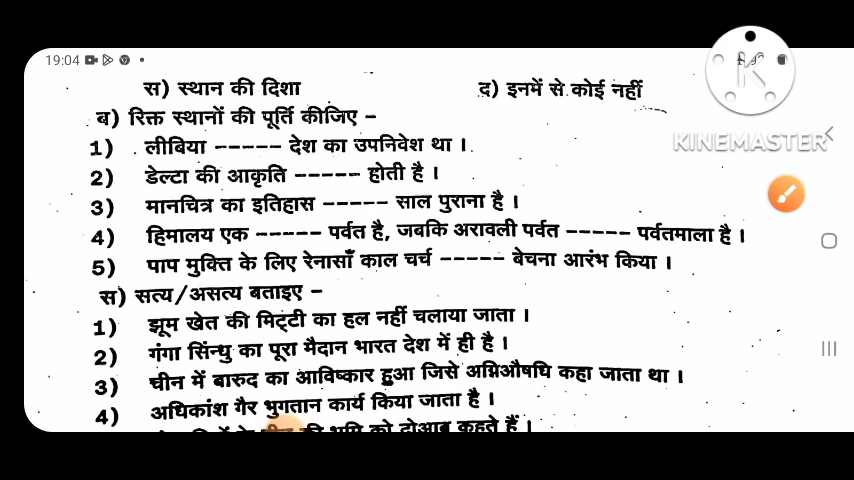 19:04
स) स्थान की दिशा द) इनमें से कोई नहीं
KINEMASTER
ब) रिक्त स्थानों की पूर्ति कीजिए –
1) लीबिया ----- देश का उपनिवेश था ।
2) डेल्टा की आकृति ----- होती है ।
3) मानचित्र का इतिहास ----- साल पुराना है ।
4) हिमालय एक ----- पर्वत है, जबकि अरावली पर्वत ----- पर्वतमाला है ।
5) पाप मुक्ति के लिए रेनासाँ काल चर्च ----- बेचना आरंभ किया ।
स) सत्य/असत्य बताइए –
1) झूम खेत की मिट्टी का हल नहीं चलाया जाता ।
2) गंगा सिंन्धु का पूरा मैदान भारत देश में ही है ।
3) चीन में बारुद का आविष्कार हुआ जिसे अग्निऔषधि कहा जाता था ।
4) अधिकांश गैर भुगतान कार्य किया जाता है ।
की भूमि को दोआब कहते हैं ।